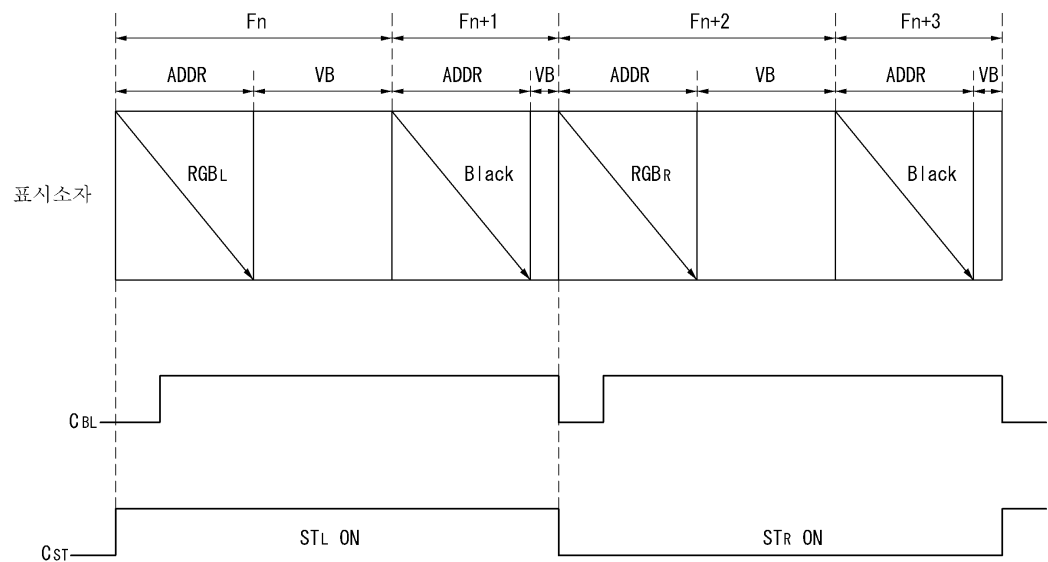 Fn Fn+1 Fn+2 Fn+3
ADDR VB ADDR VB ADDR VB ADDR VB
표시소자 RGBL Black RGBR Black
CBL
CST STL ON STR ON